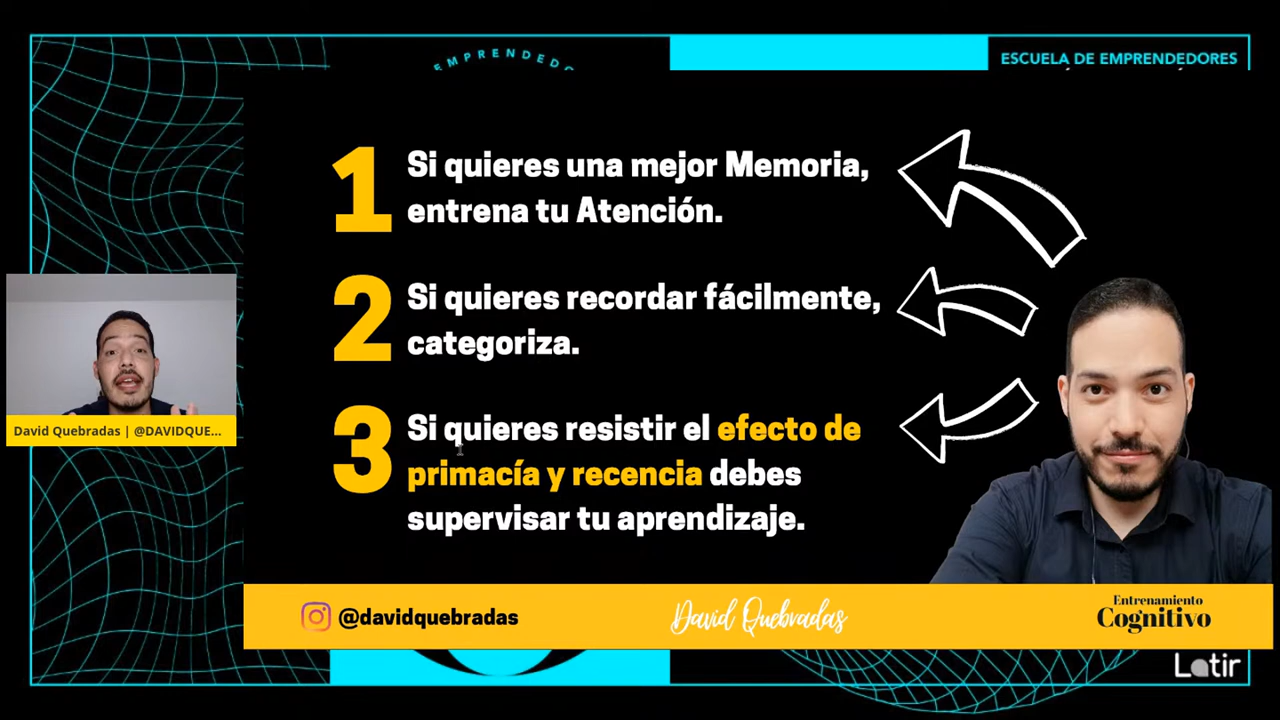 EMPRENDEDO
ESCUELA DE EMPRENDEDORES
1
Si quieres una mejor Memoria,
entrena tu Atención.
2
Si quieres recordar fácilmente,
categoriza.
3
Si quieres resistir el efecto de
primacía y recencia debes
supervisar tu aprendizaje.
David Quebradas | @DAVIDQUE...
@davidquebradas
David Quebradas
Entrenamiento
Cognitivo
Latir